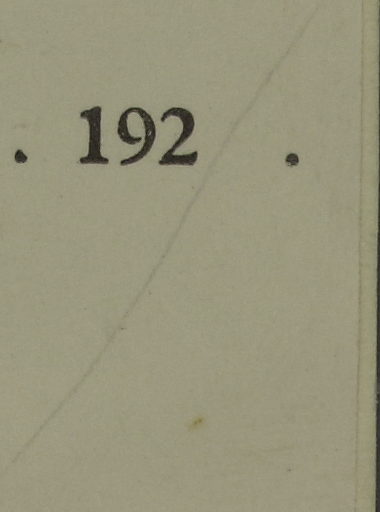 . 192 .